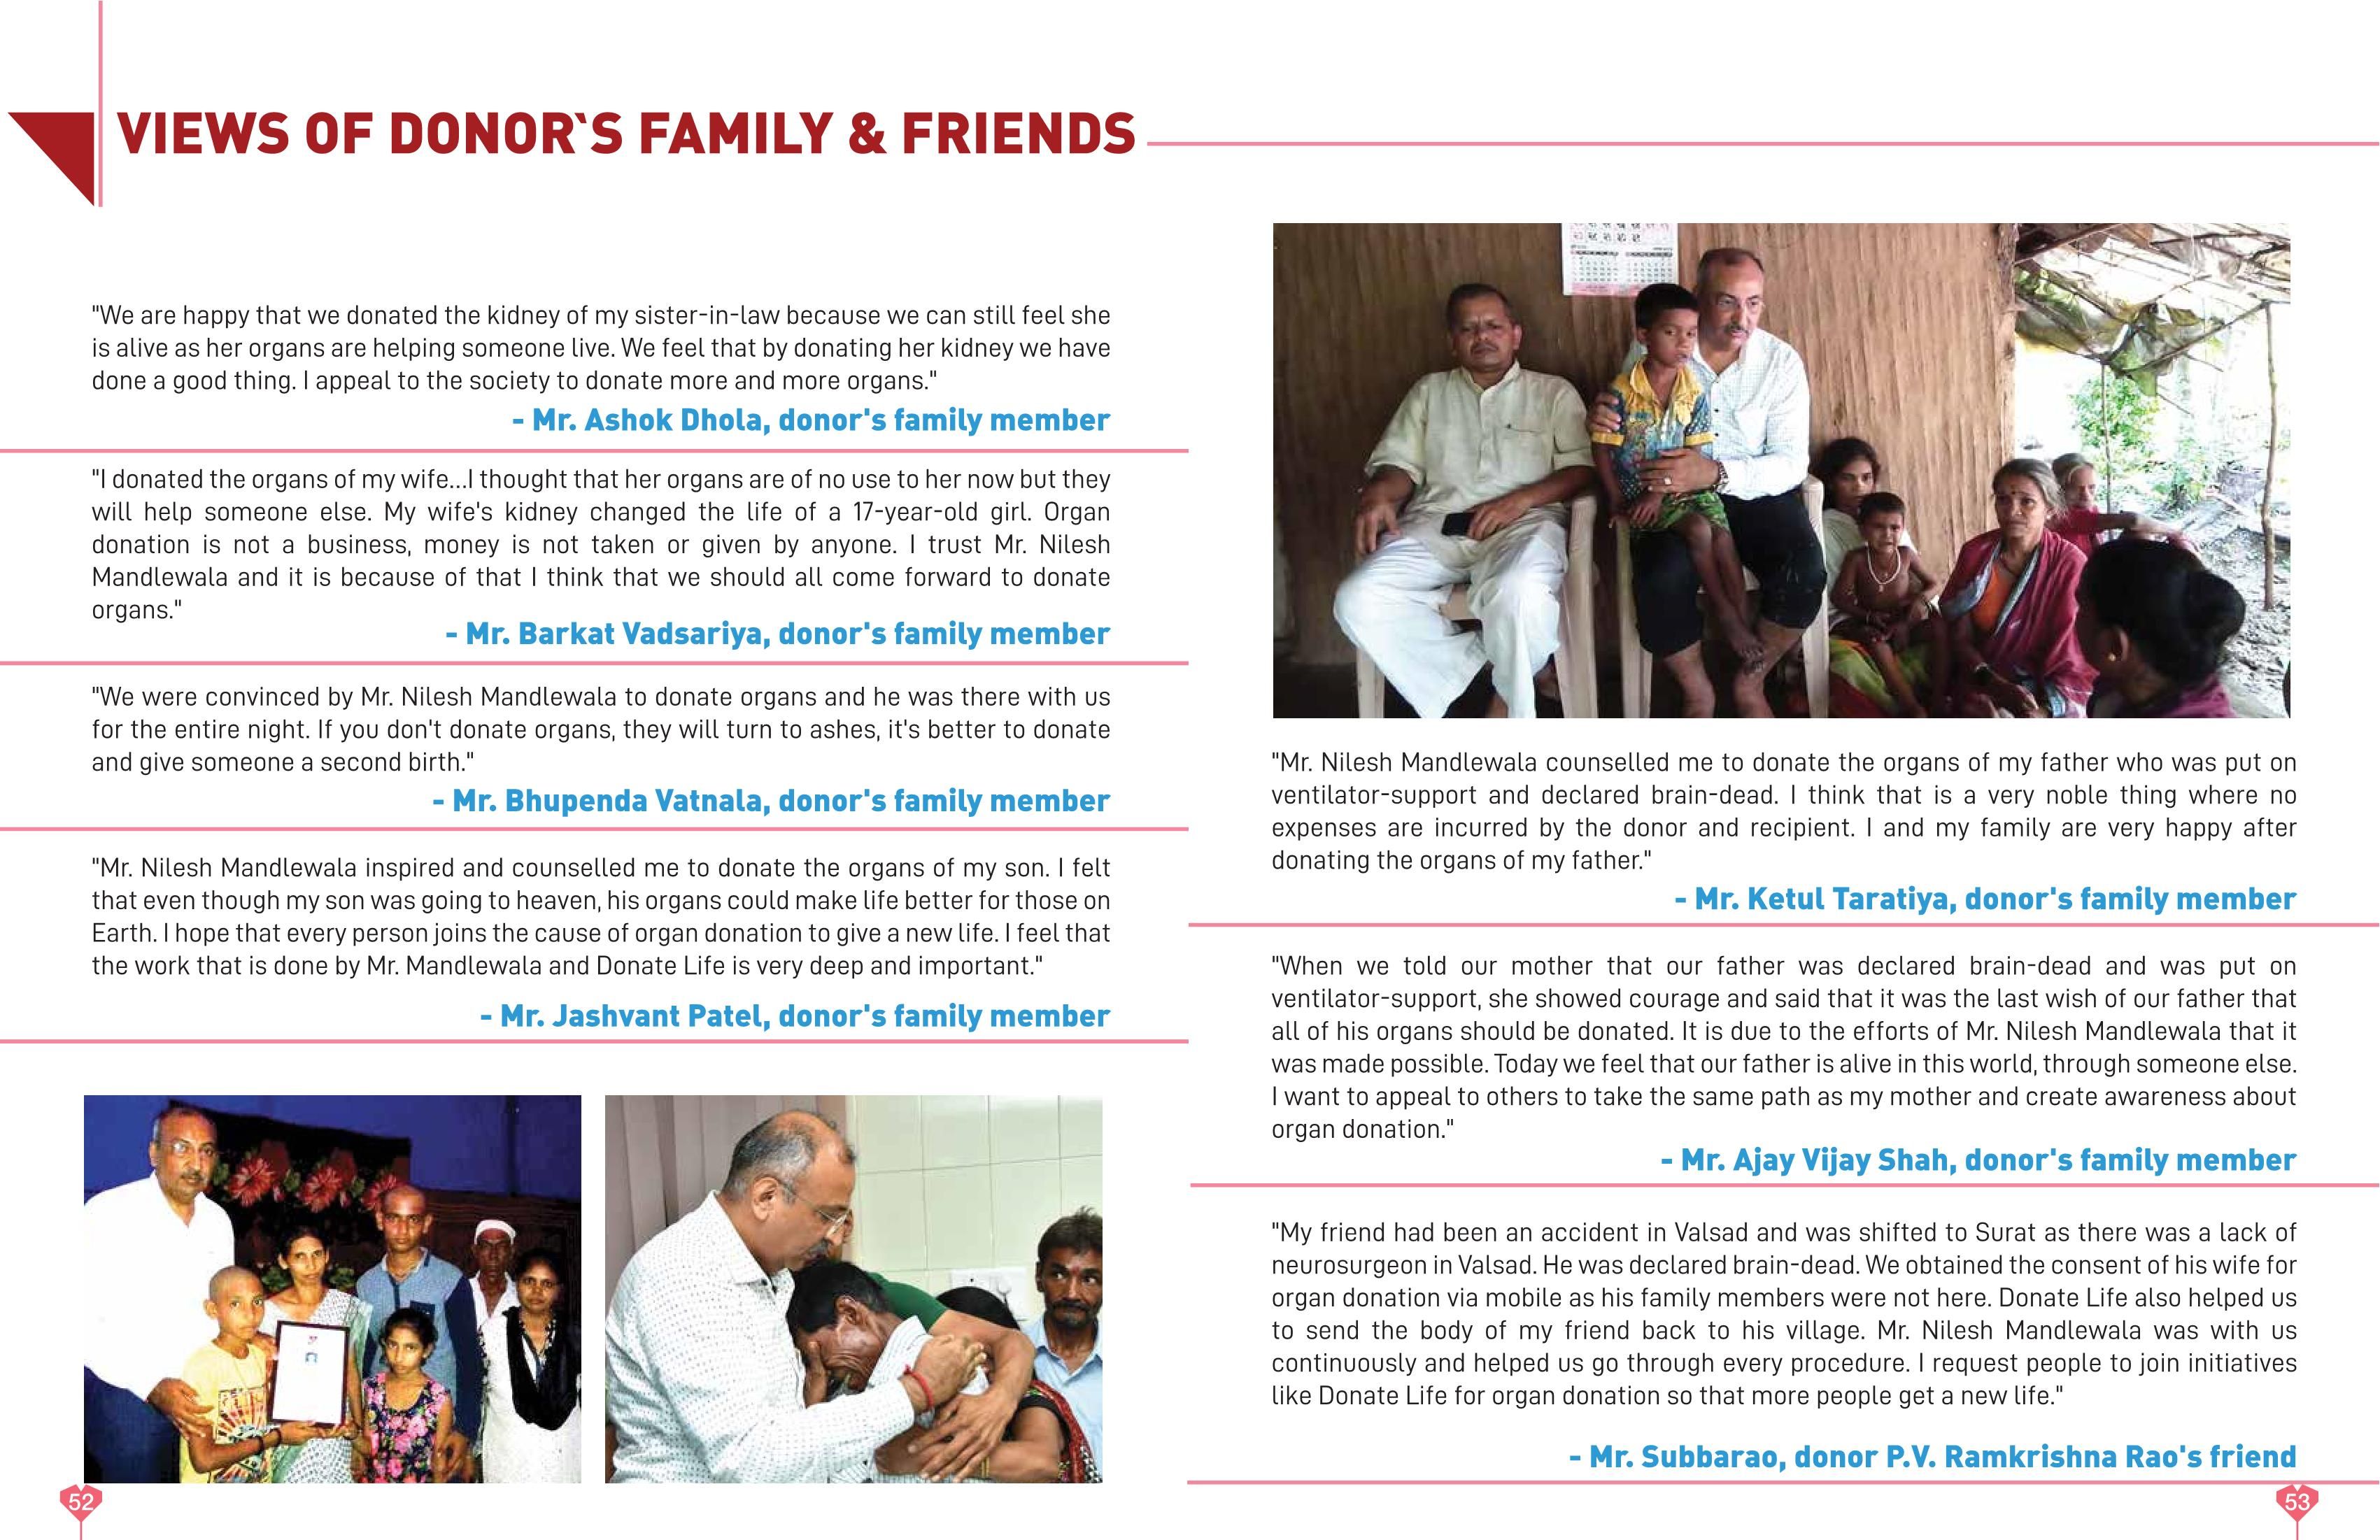 VIEWS OF DONOR`S FAMILY & FRIENDS
"We are happy that we donated the kidney of my sister-in-law because we can still feel she
is alive as her organs are helping someone live. We feel that by donating her kidney we have
done a good thing. I appeal to the society to donate more and more organs."
- Mr. Ashok Dhola, donor's family member
"I donated the organs of my wife...I thought that her organs are of no use to her now but they
will help someone else. My wife's kidney changed the life of a 17-year-old girl. Organ
donation is not a business, money is not taken or given by anyone. I trust Mr. Nilesh
Mandlewala and it is because of that I think that we should all come forward to donate
organs."
- Mr. Barkat Vadsariya, donor's family member
"We were convinced by Mr. Nilesh Mandlewala to donate organs and he was there with us
for the entire night. If you don't donate organs, they will turn to ashes, it's better to donate
and give someone a second birth."
- Mr. Bhupenda Vatnala, donor's family member
"Mr. Nilesh Mandlewala inspired and counselled me to donate the organs of my son. I felt
that even though my son was going to heaven, his organs could make life better for those on
Earth. I hope that every person joins the cause of organ donation to give a new life. I feel that
the work that is done by Mr. Mandlewala and Donate Life is very deep and important."
- Mr. Jashvant Patel, donor's family member
52
"Mr. Nilesh Mandlewala counselled me to donate the organs of my father who was put on
ventilator-support and declared brain-dead. I think that is a very noble thing where no
expenses are incurred by the donor and recipient. I and my family are very happy after
donating the organs of my father."
- Mr. Ketul Taratiya, donor's family member
"When we told our mother that our father was declared brain-dead and was put on
ventilator-support, she showed courage and said that it was the last wish of our father that
all of his organs should be donated. It is due to the efforts of Mr. Nilesh Mandlewala that it
was made possible. Today we feel that our father is alive in this world, through someone else.
I want to appeal to others to take the same path as my mother and create awareness about
organ donation."
- Mr. Ajay Vijay Shah, donor's family member
"My friend had been an accident in Valsad and was shifted to Surat as there was a lack of
neurosurgeon in Valsad. He was declared brain-dead. We obtained the consent of his wife for
organ donation via mobile as his family members were not here. Donate Life also helped us
to send the body of my friend back to his village. Mr. Nilesh Mandlewala was with us
continuously and helped us go through every procedure. I request people to join initiatives
like Donate Life for organ donation so that more people get a new life."
- Mr. Subbarao, donor P.V. Ramkrishna Rao's friend
53